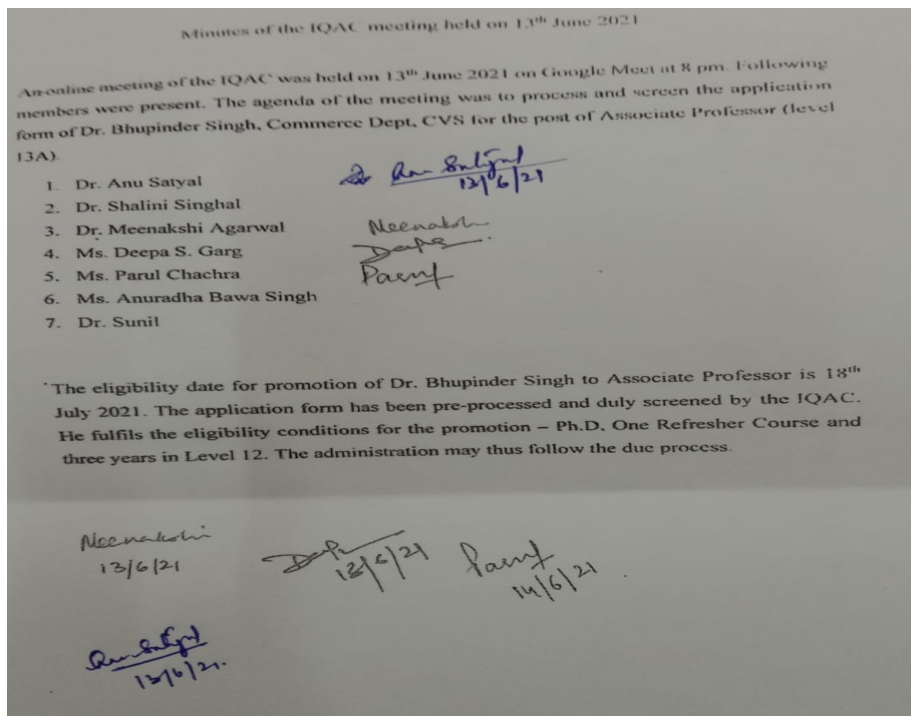 Minutes of the IQAC meeting held on 13th June 2021
An online meeting of the IQAC was held on 13th June 2021 on Google Meet at 8 pm. Following
members were present. The agenda of the meeting was to process and screen the application
form of Dr. Bhupinder Singh, Commerce Dept, CVS for the post of Associate Professor (level
13A).
1. Dr. Anu Satyal
13/6/21
2. Dr. Shalini Singhal
3. Dr. Meenakshi Agarwal Meenakshi
4. Ms. Deepa S. Garg Deepa
5. Ms. Parul Chachra Parul
6. Ms. Anuradha Bawa Singh
7. Dr. Sunil
The eligibility date for promotion of Dr. Bhupinder Singh to Associate Professor is 18th
July 2021. The application form has been pre-processed and duly screened by the IQAC.
He fulfils the eligibility conditions for the promotion – Ph.D, One Refresher Course and
three years in Level 12. The administration may thus follow the due process.
Meenakshi
13/6/21
Deepa
13/6/21
Parul
14/6/21
Anu Satyal
13/6/21.